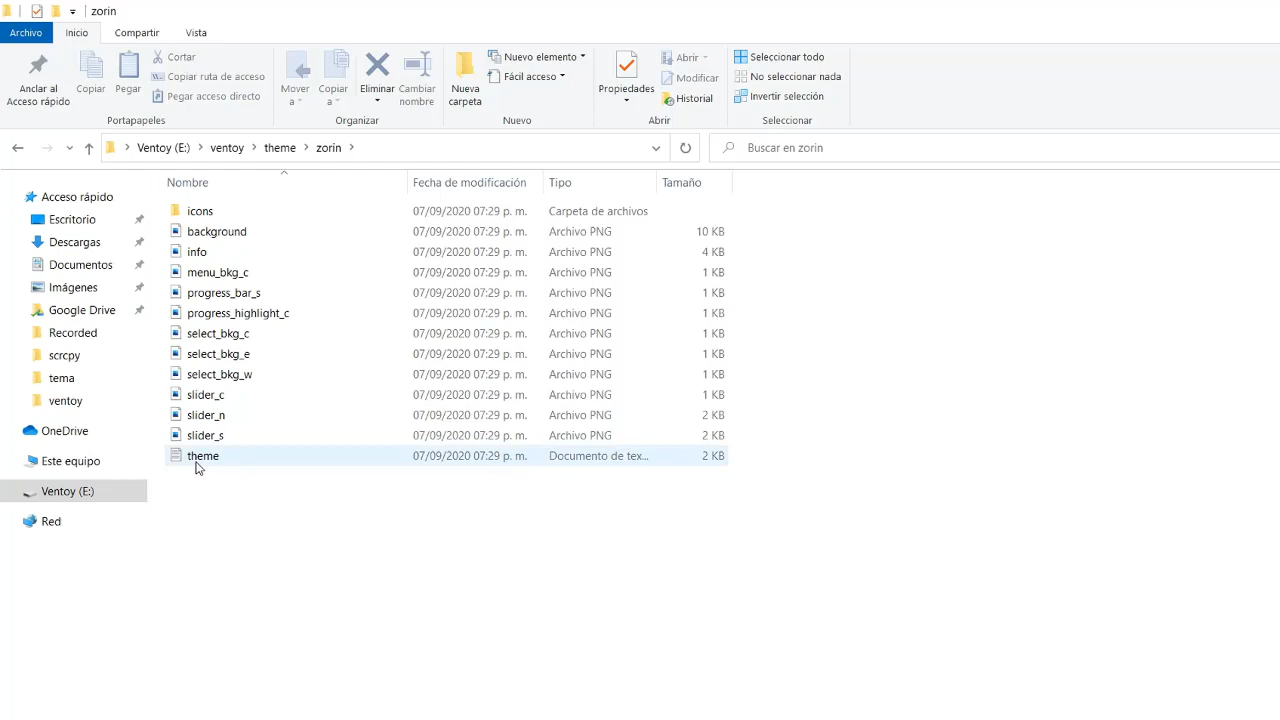 zorin
Archivo Inicio Compartir Vista
Anclar al Acceso rápido
Copiar
Pegar
Cortar
Copiar ruta de acceso
Pegar acceso directo
Portapapeles
Mover a
Copiar a
Eliminar
Cambiar nombre
Organizar
Nueva carpeta
Nuevo elemento
Fácil acceso
Nuevo
Propiedades
Abrir
Modificar
Historial
Abrir
Seleccionar todo
No seleccionar nada
Invertir selección
Seleccionar
Ventoy (E:) > ventoy > theme > zorin >
Buscar en zorin
Acceso rápido
Escritorio
Descargas
Documentos
Imágenes
Google Drive
Recorded
scrcpy
tema
ventoy
OneDrive
Este equipo
Ventoy (E:)
Red
Nombre Fecha de modificación Tipo Tamaño
icons 07/09/2020 07:29 p. m. Carpeta de archivos
background 07/09/2020 07:29 p. m. Archivo PNG 10 KB
info 07/09/2020 07:29 p. m. Archivo PNG 4 KB
menu_bkg_c 07/09/2020 07:29 p. m. Archivo PNG 1 KB
progress_bar_s 07/09/2020 07:29 p. m. Archivo PNG 1 KB
progress_highlight_c 07/09/2020 07:29 p. m. Archivo PNG 1 KB
select_bkg_c 07/09/2020 07:29 p. m. Archivo PNG 1 KB
select_bkg_e 07/09/2020 07:29 p. m. Archivo PNG 1 KB
select_bkg_w 07/09/2020 07:29 p. m. Archivo PNG 1 KB
slider_c 07/09/2020 07:29 p. m. Archivo PNG 1 KB
slider_n 07/09/2020 07:29 p. m. Archivo PNG 2 KB
slider_s 07/09/2020 07:29 p. m. Archivo PNG 2 KB
theme 07/09/2020 07:29 p. m. Documento de tex... 2 KB